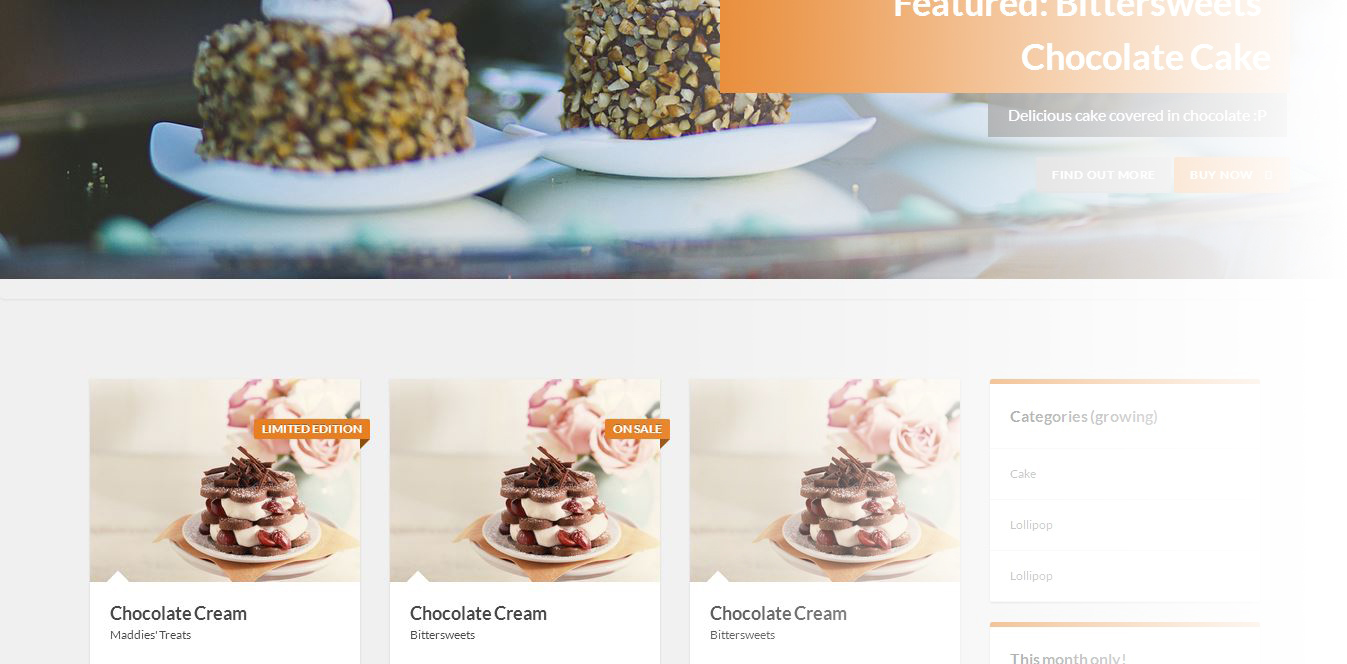 Featured: Bittersweets
Chocolate Cake
Delicious cake covered in chocolate :P
FIND OUT MORE
BUY NOW
LIMITED EDITION
Chocolate Cream
Maddies' Treats
ON SALE
Chocolate Cream
Bittersweets
Chocolate Cream
Bittersweets
Categories (growing)
Cake
Lollipop
Lollipop
This month only!